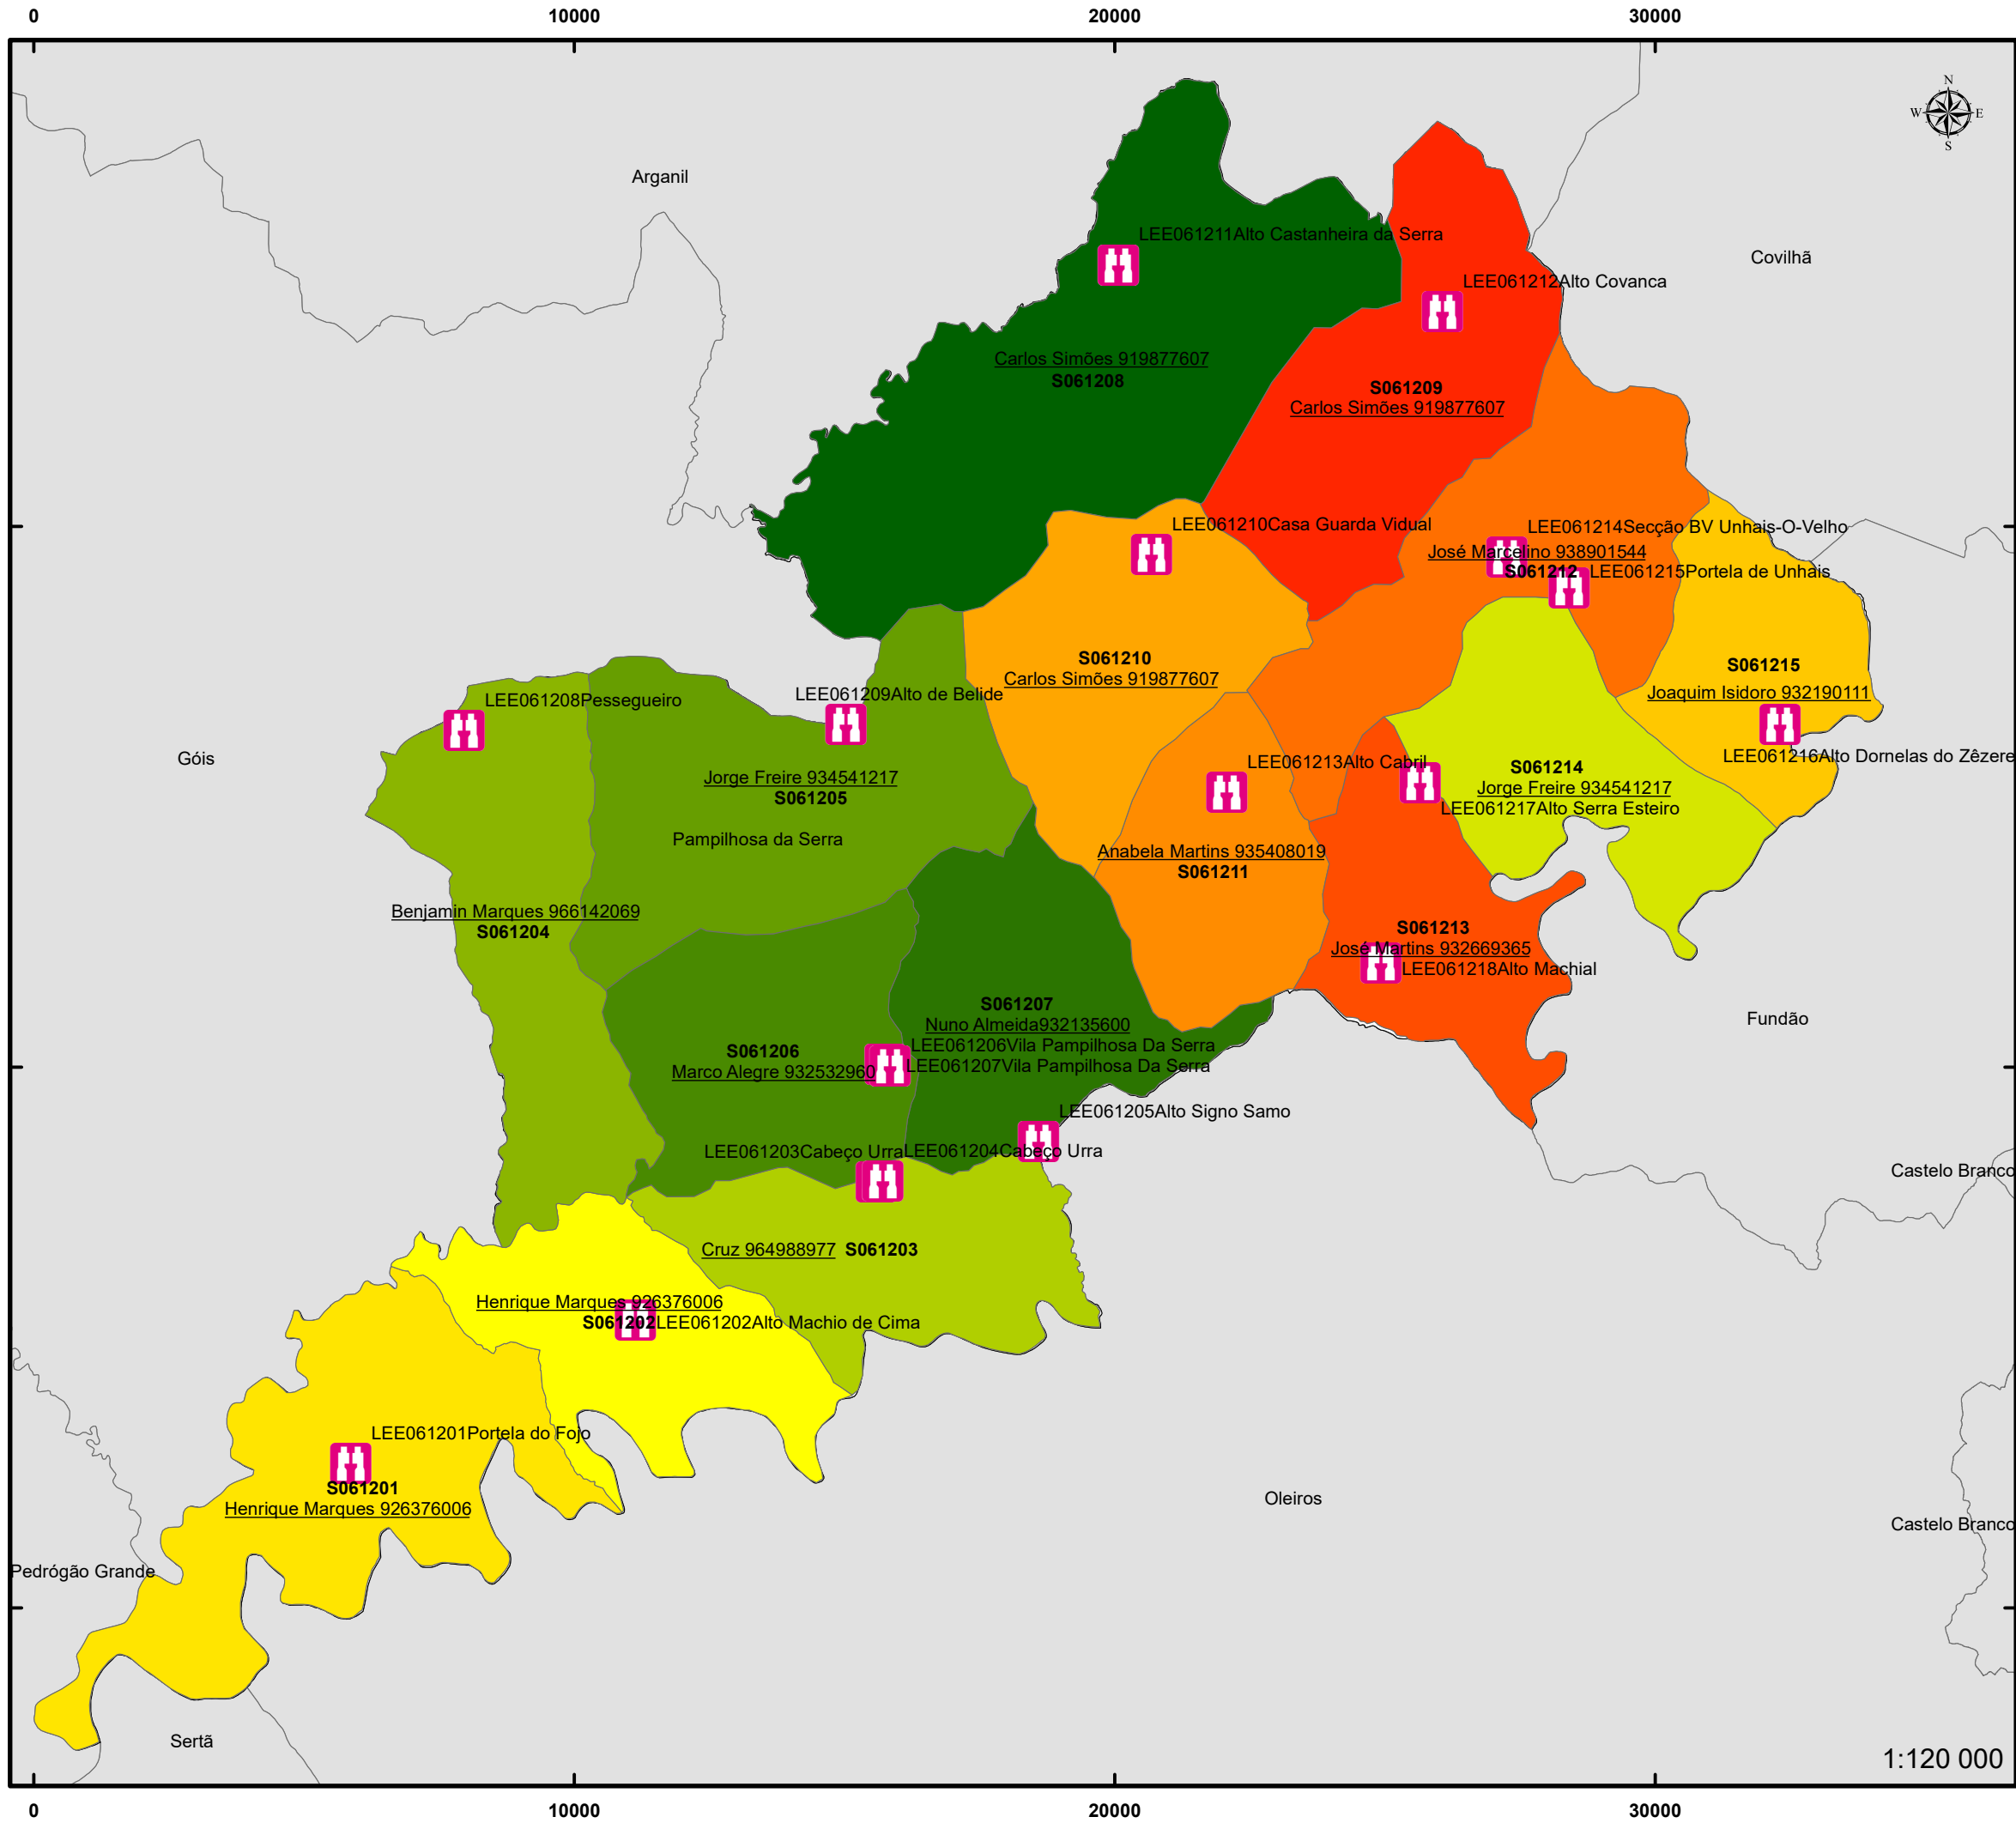 0 10000 20000 30000
N
W E
S
Arganil
LEE061211Alto Castanheira da Serra
Covilhã
LEE061212Alto Covanca
Carlos Simões 919877607
S061208
S061209
Carlos Simões 919877607
LEE061210Casa Guarda Vidual
LEE061214Secção BV Unhais-O-Velho
José Marcelino 938901544
S061212
LEE061215Portela de Unhais
S061210
Carlos Simões 919877607
S061215
Joaquim Isidoro 932190111
LEE061208Pessegueiro
LEE061209Alto de Belide
Góis
LEE061213Alto Cabril
LEE061216Alto Dornelas do Zêzere
Jorge Freire 934541217
S061205
S061214
Jorge Freire 934541217
LEE061217Alto Serra Esteiro
Pampilhosa da Serra
Anabela Martins 935408019
S061211
Benjamin Marques 966142069
S061204
S061213
José Martins 932669365
LEE061218Alto Machial
S061207
Nuno Almeida932135600
LEE061206Vila Pampilhosa Da Serra
LEE061207Vila Pampilhosa Da Serra
Fundão
S061206
Marco Alegre 932532960
LEE061205Alto Signo Samo
LEE061203Cabeço Urra
LEE061204Cabeço Urra
Castelo Branco
Cruz 964988977
S061203
Henrique Marques 926376006
S061202
LEE061202Alto Machio de Cima
LEE061201Portela do Fojo
S061201
Henrique Marques 926376006
Oleiros
Castelo Branco
Pedrógão Grande
Sertã
1:120 000
0 10000 20000 30000